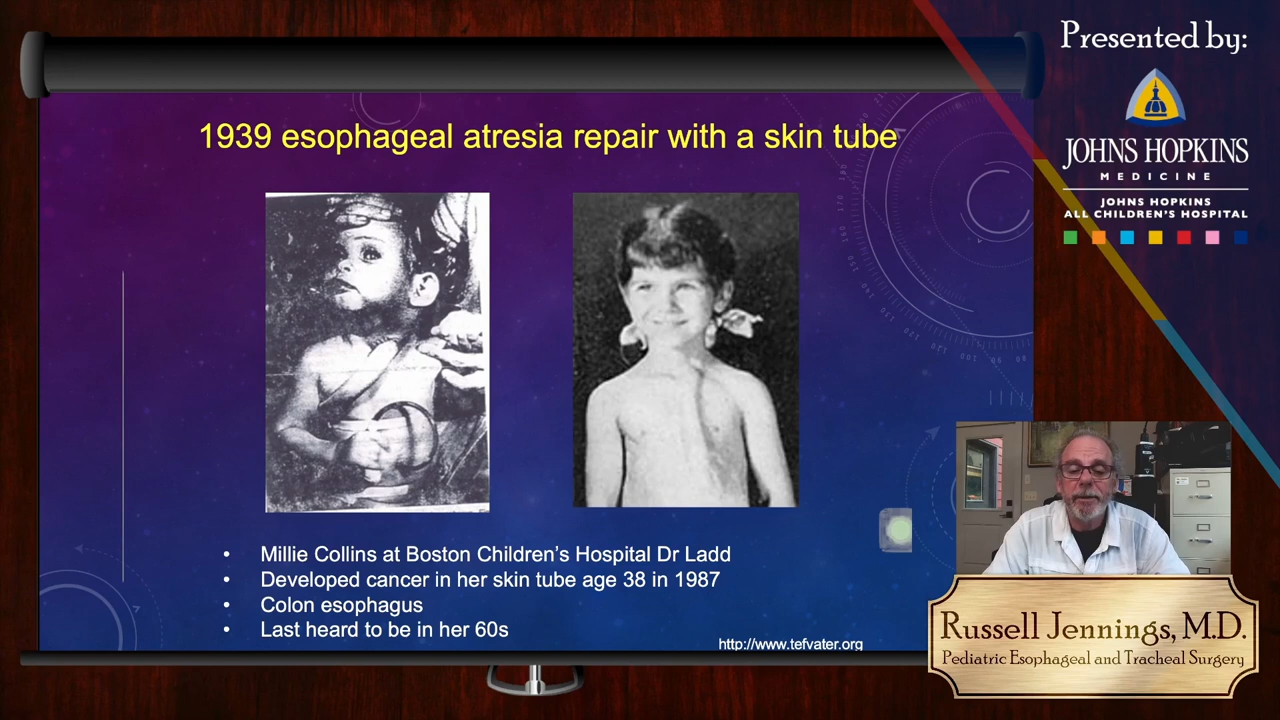 Presented by:
JOHNS HOPKINS
MEDICINE
JOHNS HOPKINS
ALL CHILDREN'S HOSPITAL
1939 esophageal atresia repair with a skin tube
• Millie Collins at Boston Children's Hospital Dr Ladd
• Developed cancer in her skin tube age 38 in 1987
• Colon esophagus
• Last heard to be in her 60s
http://www.tefvater.org
Russell Jennings, M.D.
Pediatric Esophageal and Tracheal Surgery